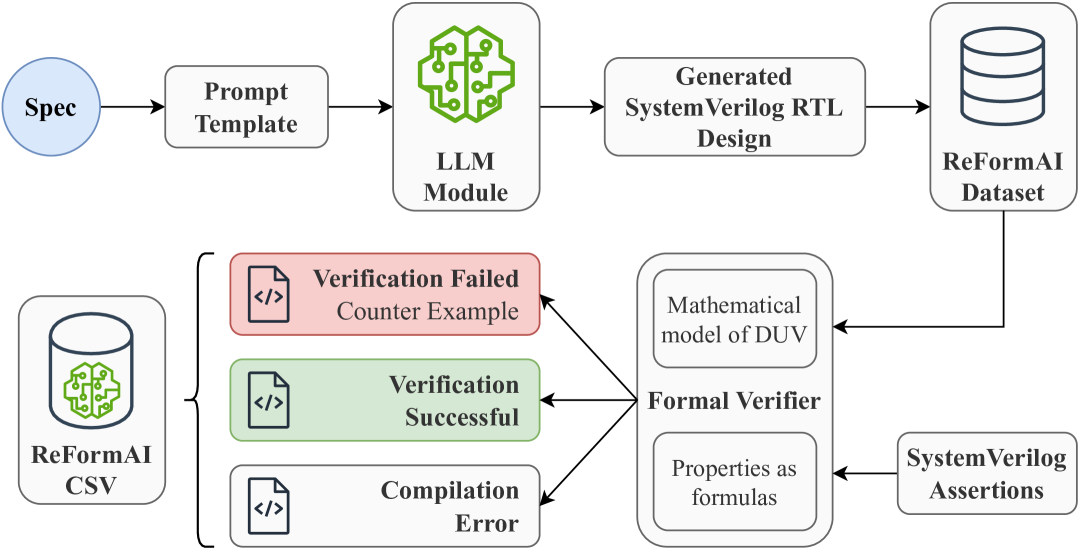 Spec
Prompt
Template
LLM
Module
Generated
SystemVerilog RTL
Design
ReFormAI
Dataset
Verification Failed
Counter Example
Verification
Successful
Compilation
Error
ReFormAI
CSV
Mathematical
model of DUV
Formal Verifier
Properties as
formulas
SystemVerilog
Assertions